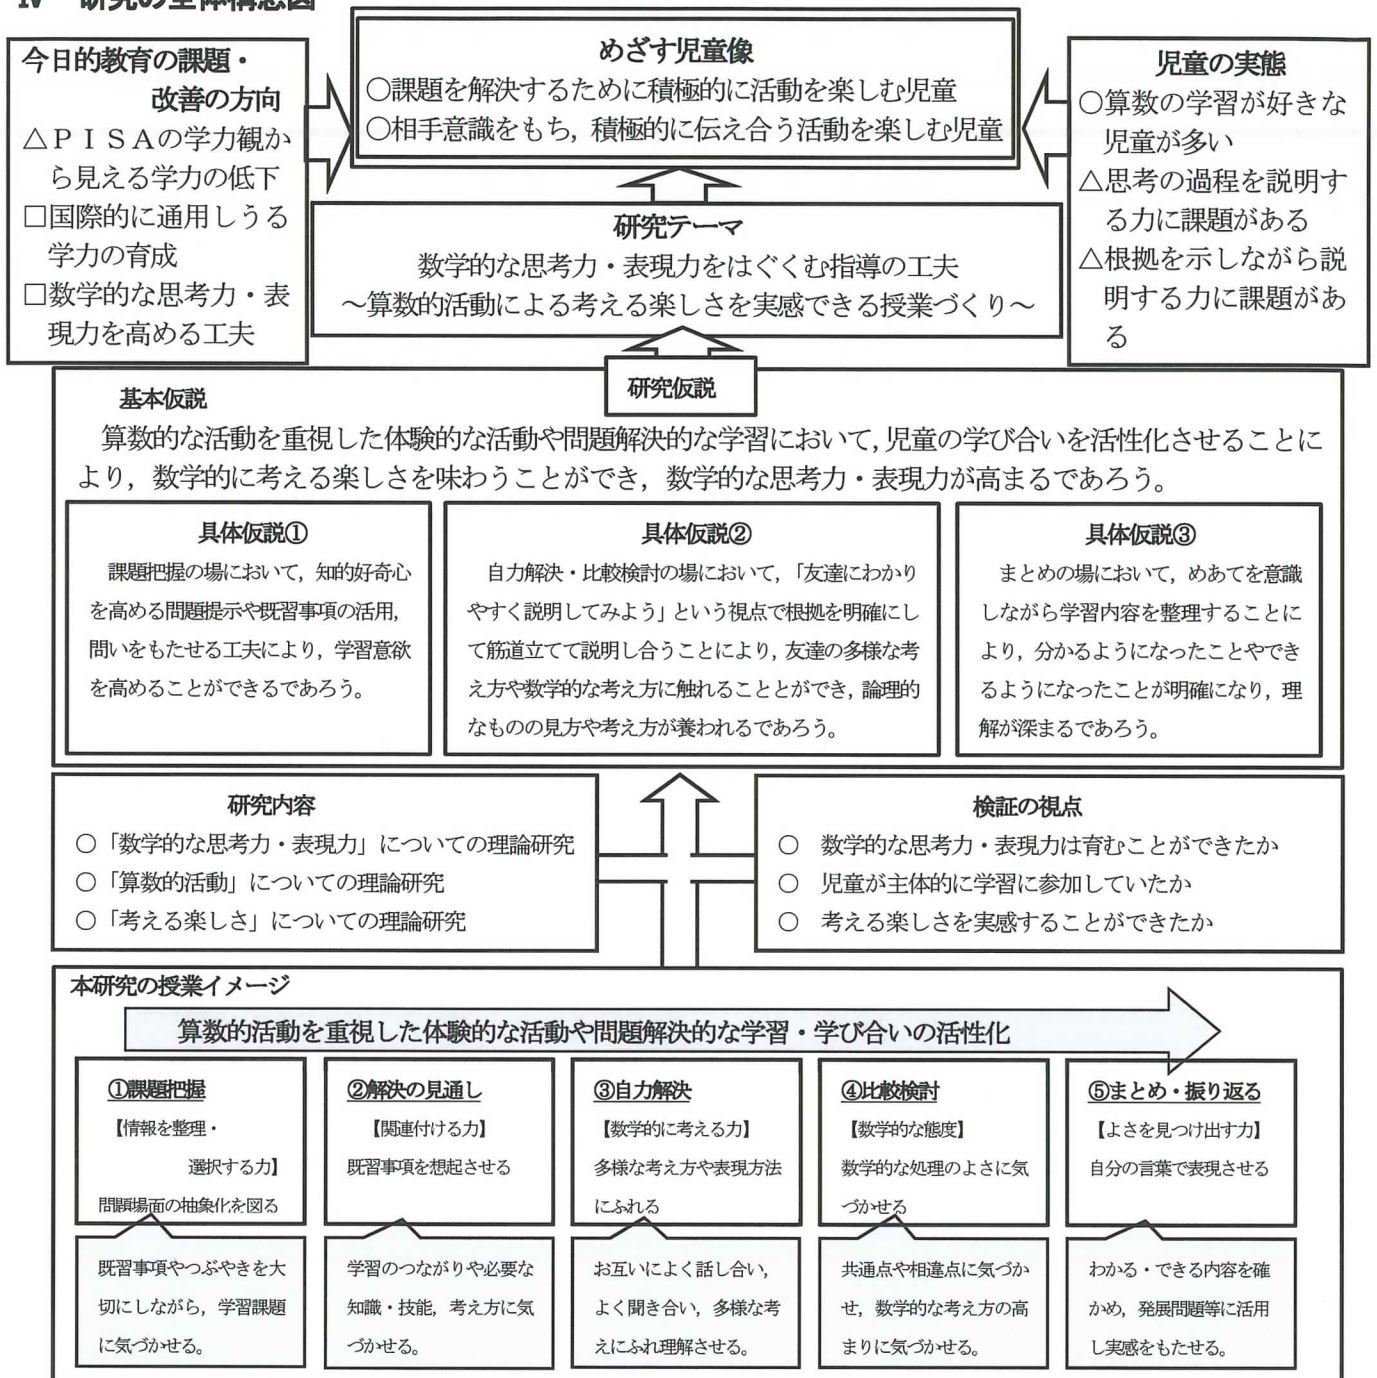 Ⅳ 研究の全体構想図
今日的教育の課題・
改善の方向
△ＰＩＳＡの学力観か
ら見える学力の低下
□国際的に通用しうる
学力の育成
□数学的な思考力・表
現力を高める工夫
めざす児童像
○課題を解決するために積極的に活動を楽しむ児童
○相手意識をもち，積極的に伝え合う活動を楽しむ児童
児童の実態
○算数の学習が好きな
児童が多い
△思考の過程を説明す
る力に課題がある
△根拠を示しながら説
明する力に課題があ
る
研究テーマ
数学的な思考力・表現力をはぐくむ指導の工夫
～算数的活動による考える楽しさを実感できる授業づくり～
研究仮説
基本仮説
算数的な活動を重視した体験的な活動や問題解決的な学習において，児童の学び合いを活性化させることに
より，数学的に考える楽しさを味わうことができ，数学的な思考力・表現力が高まるであろう。
具体仮説①
課題把握の場において，知的好奇心
を高める問題提示や既習事項の活用，
問いをもたせる工夫により，学習意欲
を高めることができるであろう。
具体仮説②
自力解決・比較検討の場において，「友達にわかり
やすく説明してみよう」という視点で根拠を明確にし
て筋道立てて説明し合うことにより，友達の多様な考
え方や数学的な考え方に触れることとができ，論理的
なものの見方や考え方が養われるであろう。
具体仮説③
まとめの場において，めあてを意識
しながら学習内容を整理することに
より，分かるようになったことやでき
るようになったことが明確になり，理
解が深まるであろう。
研究内容
○「数学的な思考力・表現力」についての理論研究
○「算数的活動」についての理論研究
○「考える楽しさ」についての理論研究
検証の視点
○　数学的な思考力・表現力は育むことができたか
○　児童が主体的に学習に参加していたか
○　考える楽しさを実感することができたか
本研究の授業イメージ
算数的活動を重視した体験的な活動や問題解決的な学習・学び合いの活性化
①課題把握
【情報を整理・
選択する力】
問題場面の抽象化を図る
既習事項やつぶやきを大
切にしながら，学習課題
に気づかせる。
②解決の見通し
【関連付ける力】
既習事項を想起させる
学習のつながりや必要な
知識・技能，考え方に気
づかせる。
③自力解決
【数学的に考える力】
多様な考え方や表現方法
にふれる
お互いによく話し合い，
よく聞き合い，多様な考
えにふれ理解させる。
④比較検討
【数学的な態度】
数学的な処理のよさに気
づかせる
共通点や相違点に気づか
せ，数学的な考え方の高
まりに気づかせる。
⑤まとめ・振り返る
【よさを見つけ出す力】
自分の言葉で表現させる
わかる・できる内容を確
かめ，発展問題等に活用
し実感をもたせる。